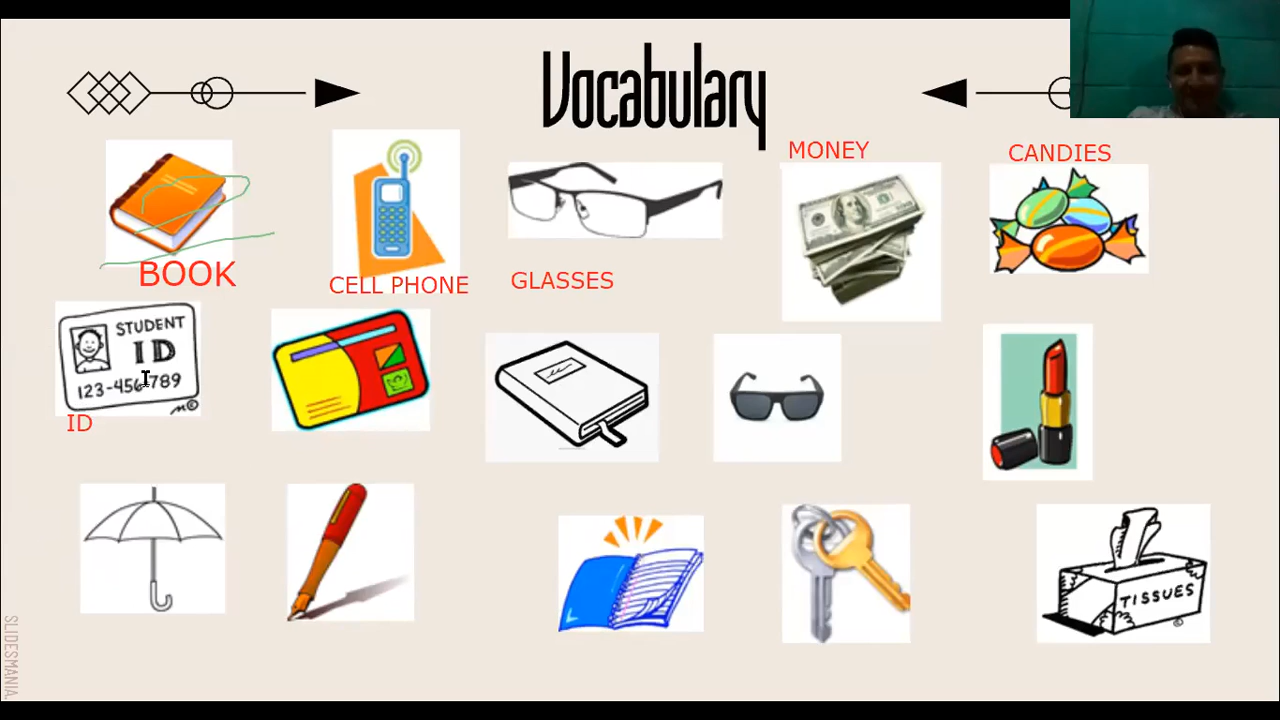 Vocabulary
MONEY
CANDIES
BOOK
CELL PHONE
GLASSES
STUDENT
ID
123-456-789
ID
TISSUES
SLIDESMANIA.